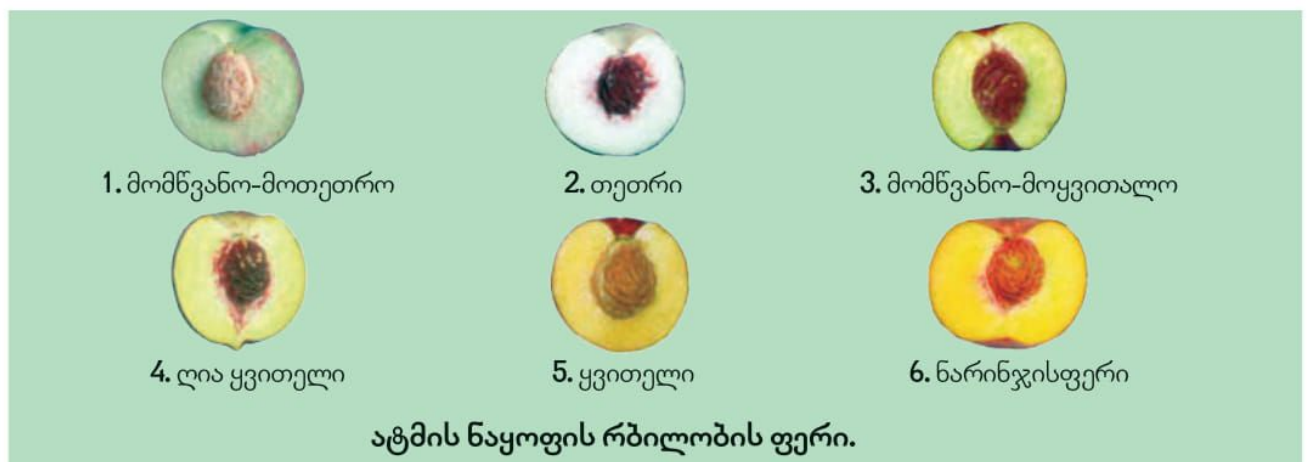 1. მომწვანო-მოთეთრო
2. თეთრი
3. მომწვანო-მოყვითალო
4. ღია ყვითელი
5. ყვითელი
6. ნარინჯისფერი
ატმის ნაყოფის რბილობის ფერი.